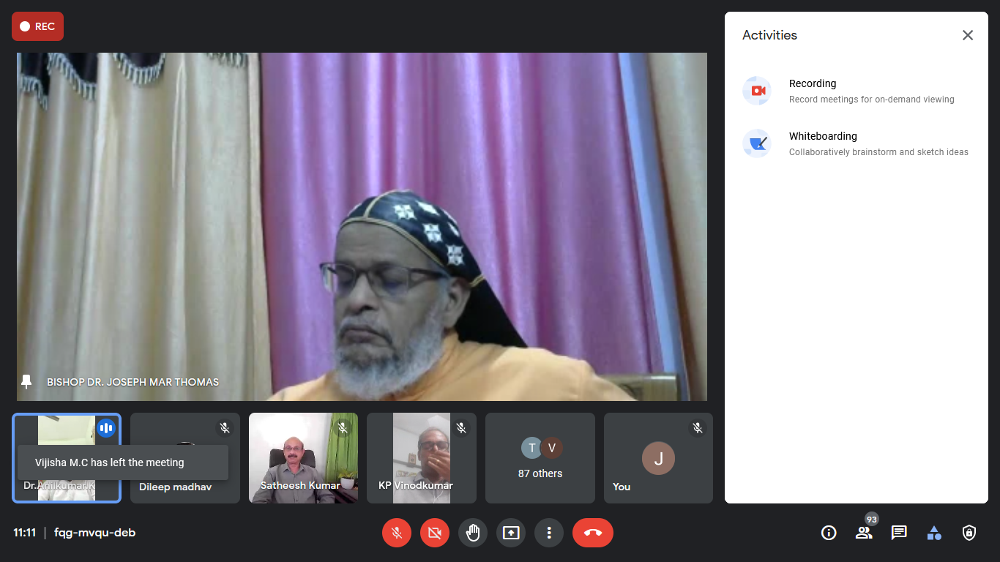 REC
Activities
Recording
Record meetings for on-demand viewing
Whiteboarding
Collaboratively brainstorm and sketch ideas
BISHOP DR. JOSEPH MAR THOMAS
Vijisha M.C has left the meeting
Dr.Anilkumar.K
Dileep madhav
Satheesh Kumar
KP Vinodkumar
T V
87 others
J
You
11:11 | fqg-mvqu-deb
93